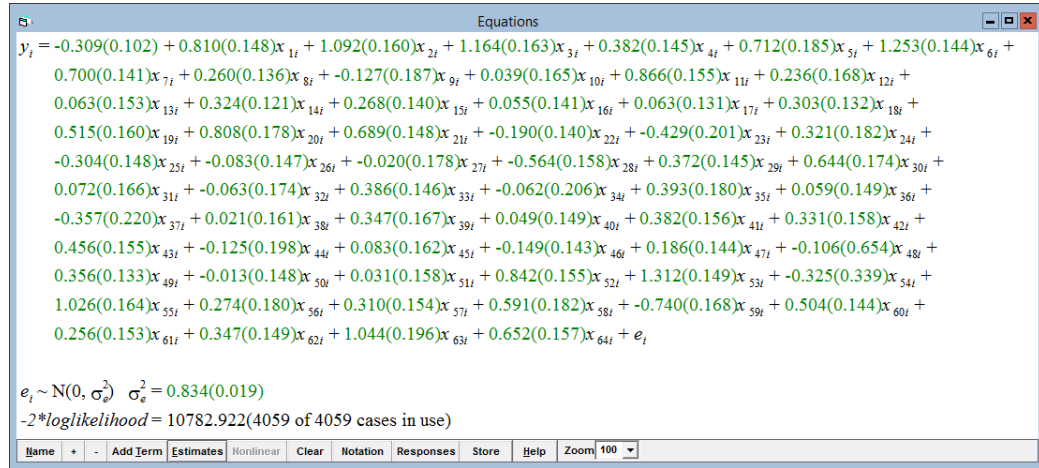 Equations
y_i = -0.309(0.102) + 0.810(0.148)x_1i + 1.092(0.160)x_2i + 1.164(0.163)x_3i + 0.382(0.145)x_4i + 0.712(0.185)x_5i + 1.253(0.144)x_6i +
0.700(0.141)x_7i + 0.260(0.136)x_8i + -0.127(0.187)x_9i + 0.039(0.165)x_10i + 0.866(0.155)x_11i + 0.236(0.168)x_12i +
0.063(0.153)x_13i + 0.324(0.121)x_14i + 0.268(0.140)x_15i + 0.055(0.141)x_16i + 0.063(0.131)x_17i + 0.303(0.132)x_18i +
0.515(0.160)x_19i + 0.808(0.178)x_20i + 0.689(0.148)x_21i + -0.190(0.140)x_22i + -0.429(0.201)x_23i + 0.321(0.182)x_24i +
-0.304(0.148)x_25i + -0.083(0.147)x_26i + -0.020(0.178)x_27i + -0.564(0.158)x_28i + 0.372(0.145)x_29i + 0.644(0.174)x_30i +
0.072(0.166)x_31i + -0.063(0.174)x_32i + 0.386(0.146)x_33i + -0.062(0.206)x_34i + 0.393(0.180)x_35i + 0.059(0.149)x_36i +
-0.357(0.220)x_37i + 0.021(0.161)x_38i + 0.347(0.167)x_39i + 0.049(0.149)x_40i + 0.382(0.156)x_41i + 0.331(0.158)x_42i +
0.456(0.155)x_43i + -0.125(0.198)x_44i + 0.083(0.162)x_45i + -0.149(0.143)x_46i + 0.186(0.144)x_47i + -0.106(0.654)x_48i +
0.356(0.133)x_49i + -0.013(0.148)x_50i + 0.031(0.158)x_51i + 0.842(0.155)x_52i + 1.312(0.149)x_53i + -0.325(0.339)x_54i +
1.026(0.164)x_55i + 0.274(0.180)x_56i + 0.310(0.154)x_57i + 0.591(0.182)x_58i + -0.740(0.168)x_59i + 0.504(0.144)x_60i +
0.256(0.153)x_61i + 0.347(0.149)x_62i + 1.044(0.196)x_63i + 0.652(0.157)x_64i + e_i
e_i ~ N(0, σ²_e) σ²_e = 0.834(0.019)
-2*loglikelihood = 10782.922(4059 of 4059 cases in use)
Name + - Add Term Estimates Nonlinear Clear Notation Responses Store Help Zoom 100